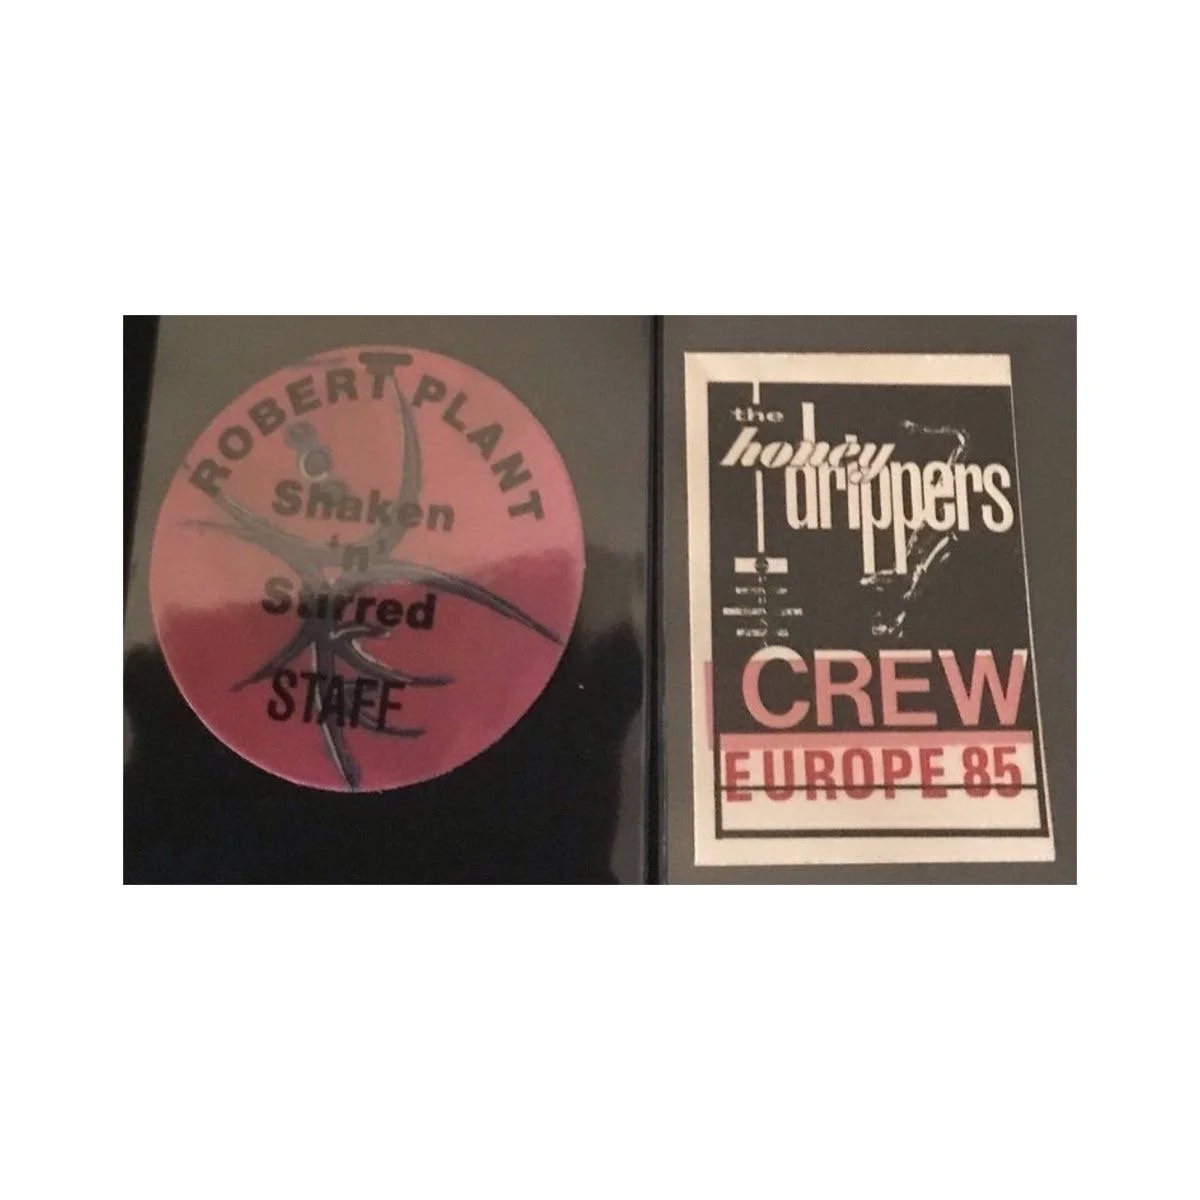 ROBERT PLANT
Shaken
'n'
Stirred
STAFF
the
honey
drippers
CREW
EUROPE 85